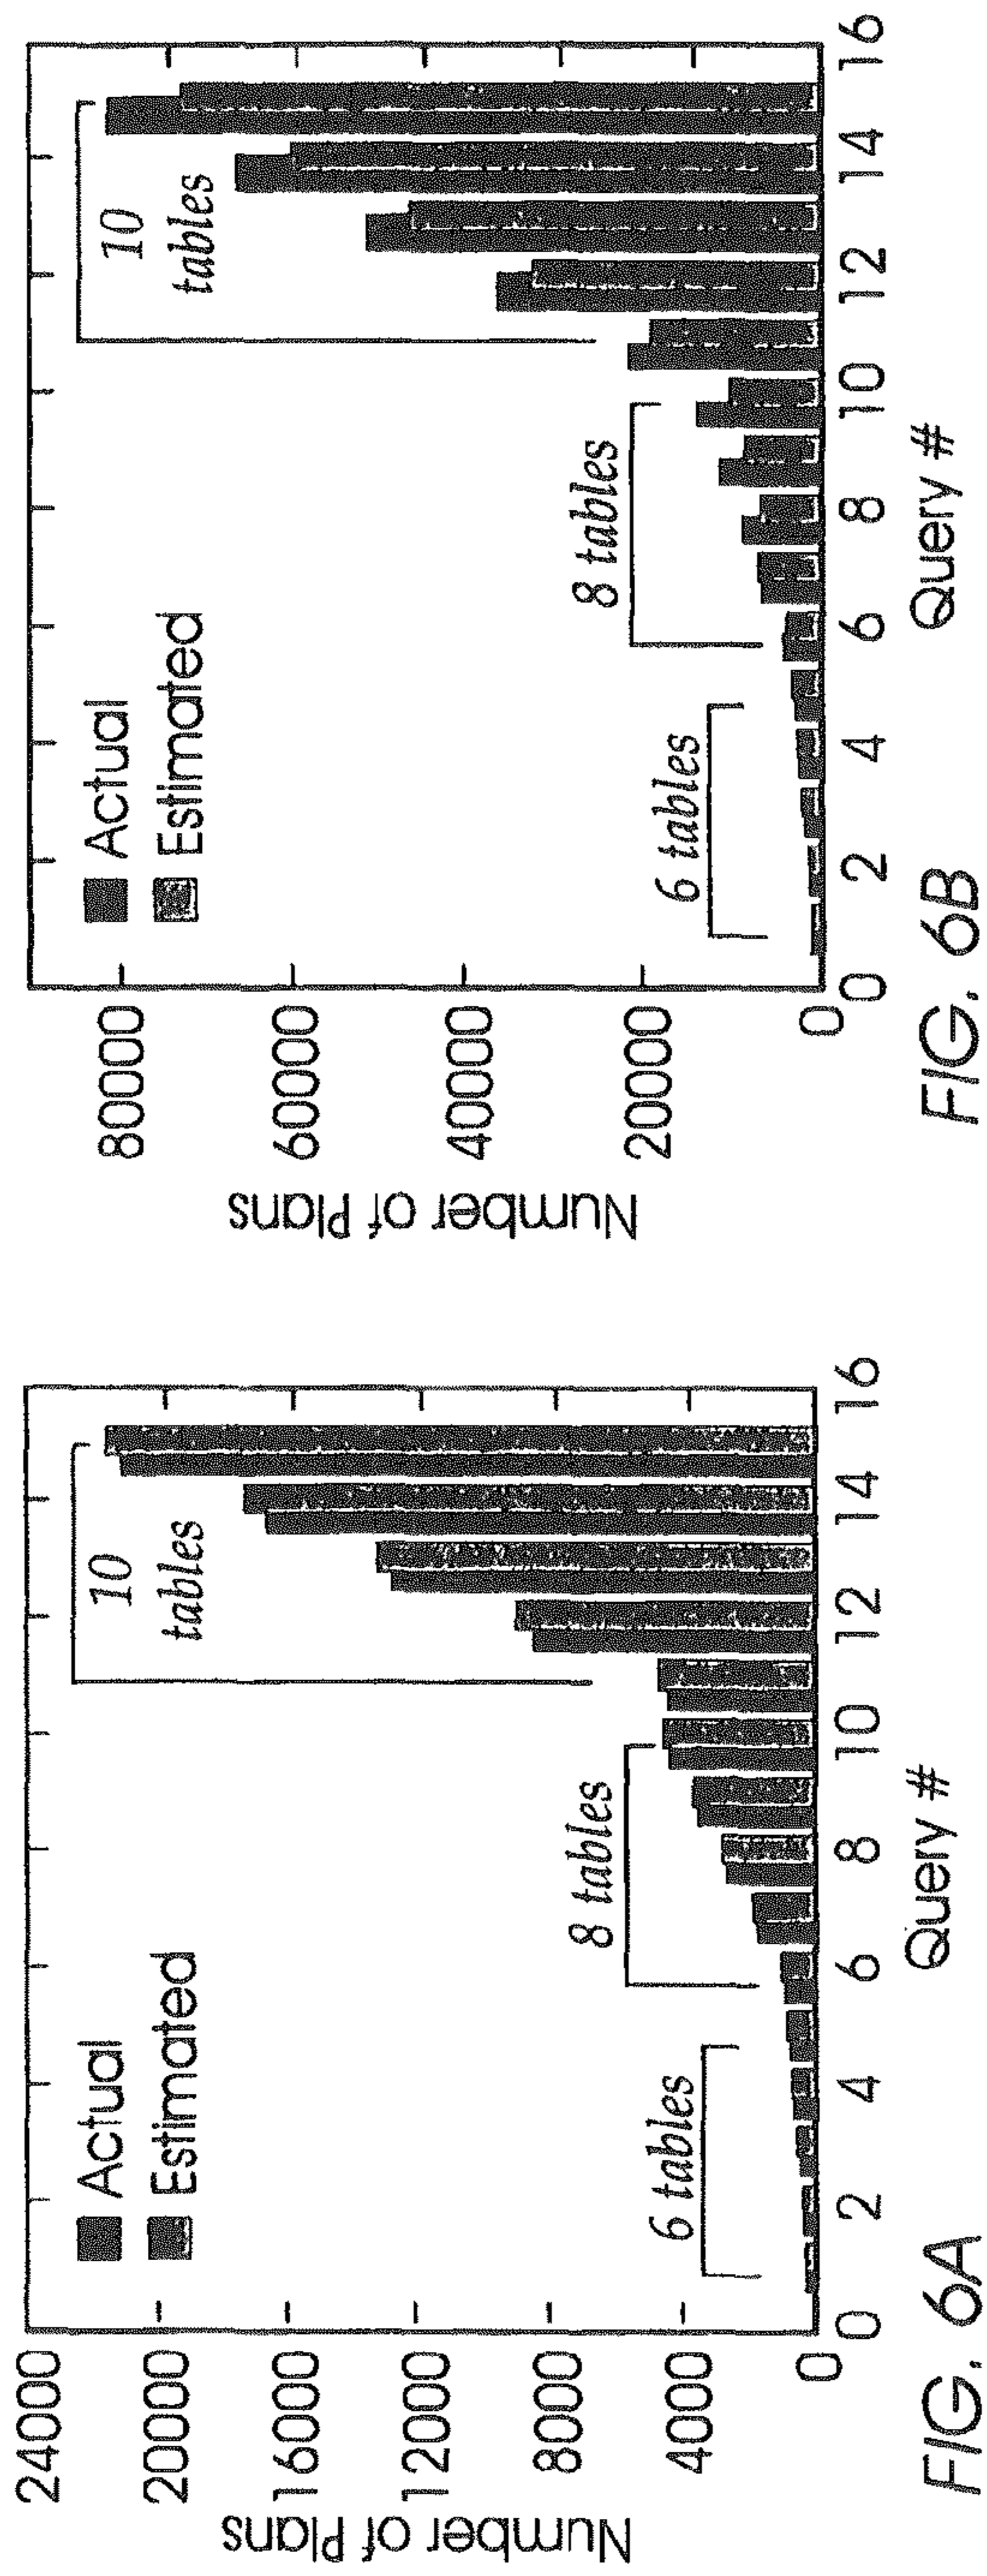 24000
20000
16000
12000
8000
4000
0
Number of Plans
Actual
Estimated
6 tables
8 tables
10
tables
0 2 4 6 8 10 12 14 16
Query #
FIG. 6A
80000
60000
40000
20000
0
Number of Plans
Actual
Estimated
6 tables
8 tables
10
tables
0 2 4 6 8 10 12 14 16
Query #
FIG. 6B